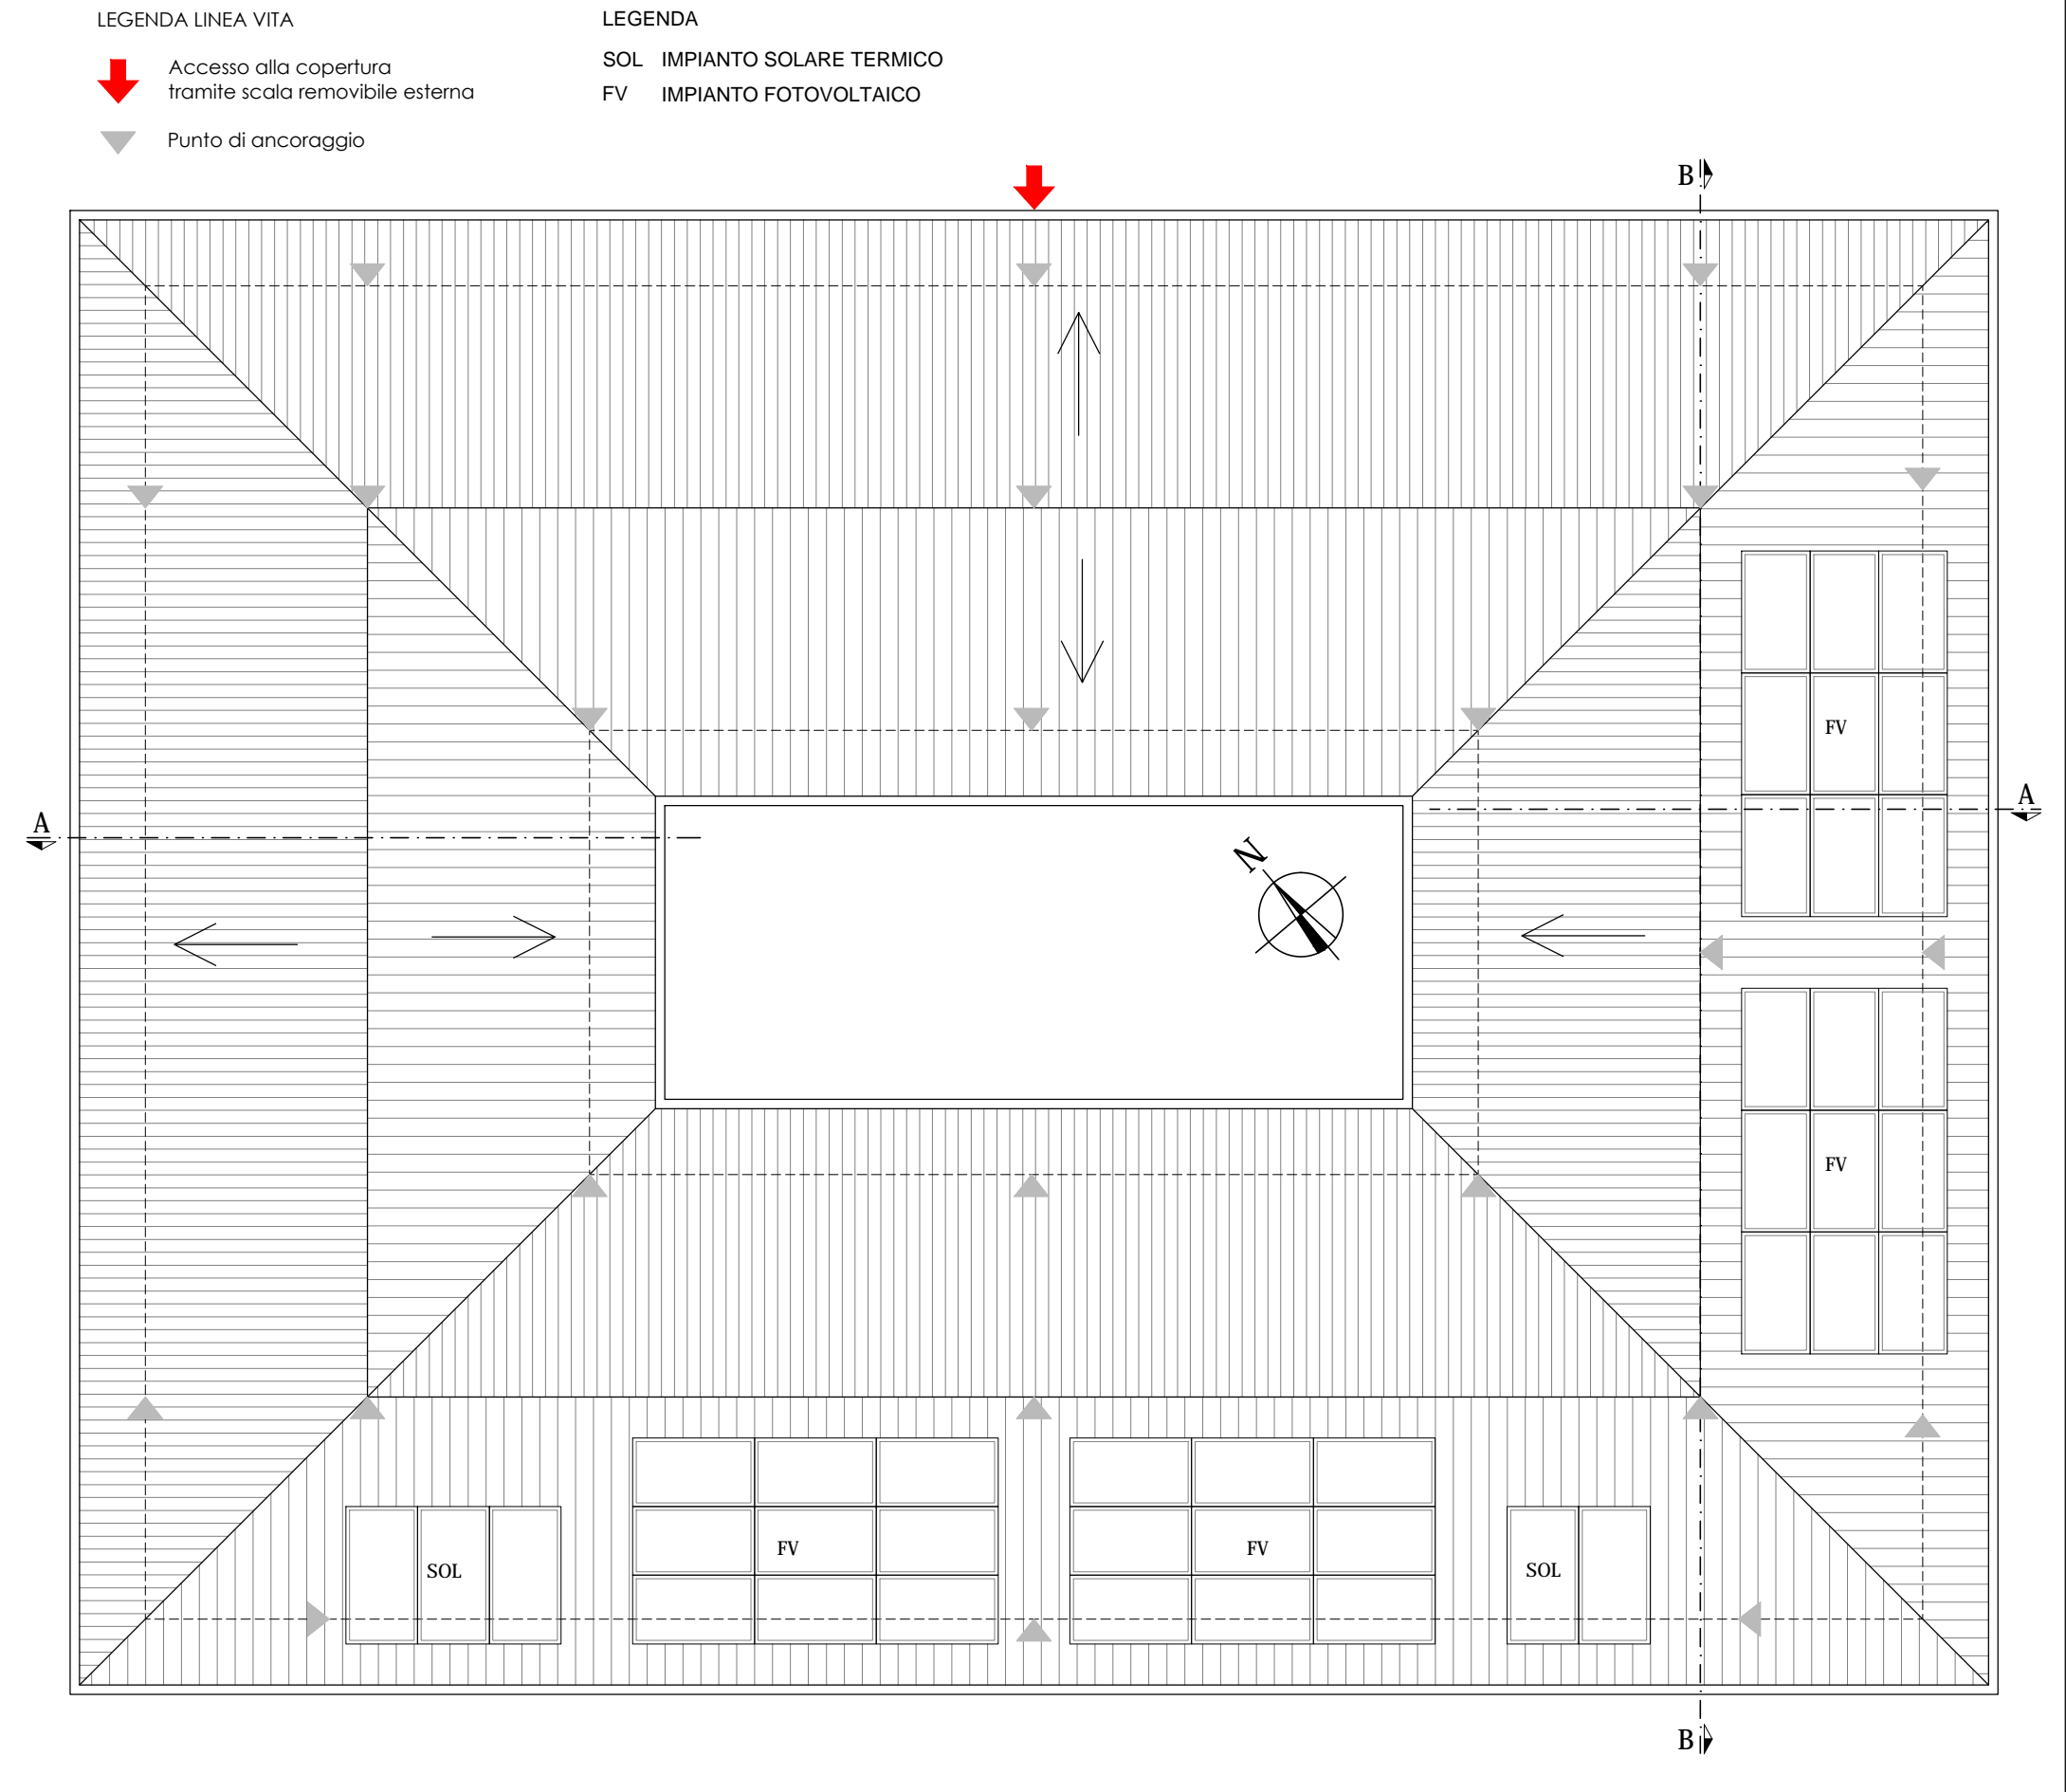 LEGENDA LINEA VITA
Accesso alla copertura
tramite scala removibile esterna
Punto di ancoraggio
LEGENDA
SOL IMPIANTO SOLARE TERMICO
FV IMPIANTO FOTOVOLTAICO
B
FV
A
A
N
FV
FV
FV
SOL
SOL
B